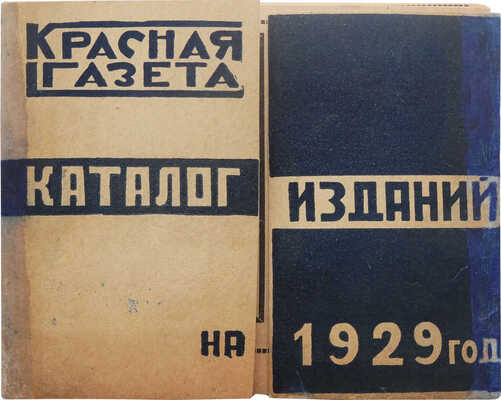 КРАСНАЯ
ГАЗЕТА
КАТАЛОГ ИЗДАНИЙ
НА 1929 ГОД